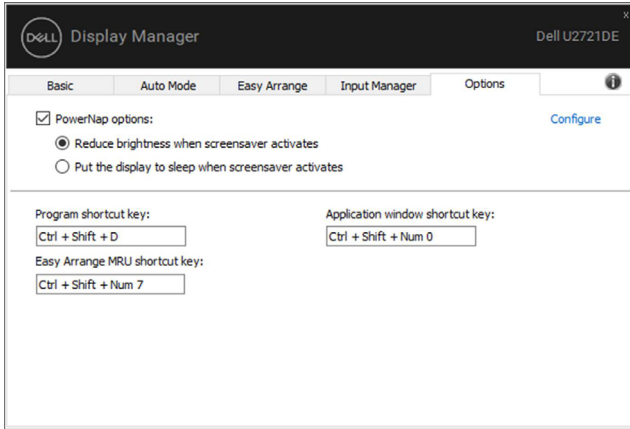 x
DELL Display Manager Dell U2721DE
Basic Auto Mode Easy Arrange Input Manager Options i
PowerNap options: Configure
Reduce brightness when screensaver activates
Put the display to sleep when screensaver activates
Program shortcut key: Application window shortcut key:
Ctrl + Shift + D Ctrl + Shift + Num 0
Easy Arrange MRU shortcut key:
Ctrl + Shift + Num 7